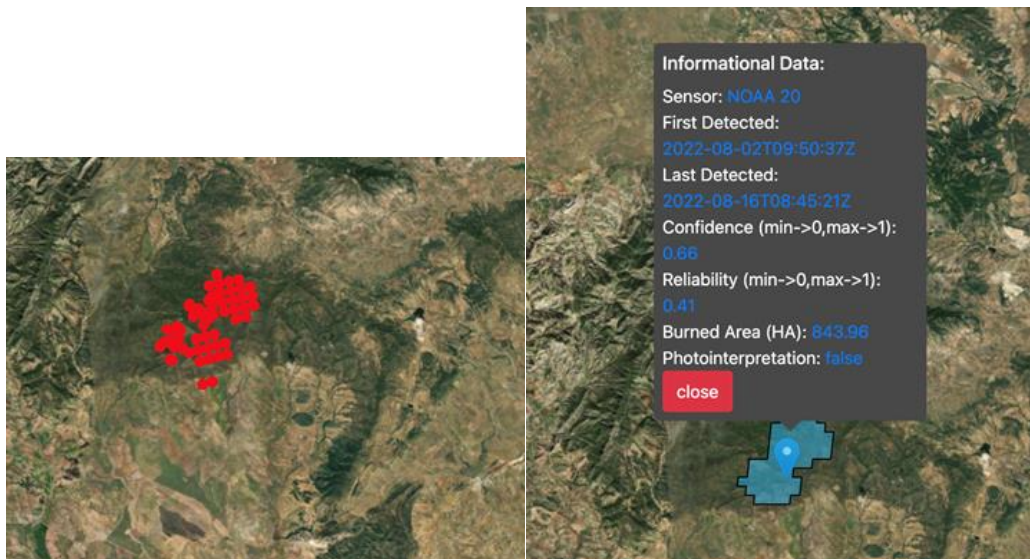 Informational Data:
Sensor: NOAA 20
First Detected:
2022-08-02T09:50:37Z
Last Detected:
2022-08-16T08:45:21Z
Confidence (min->0,max->1):
0.66
Reliability (min->0,max->1):
0.41
Burned Area (HA): 843.96
Photointerpretation: false
close